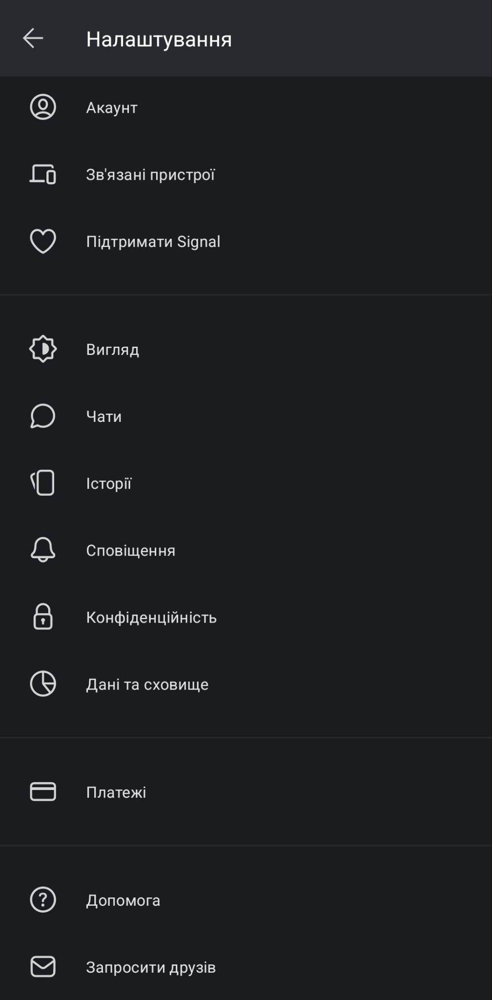 Налаштування
Акаунт
Зв'язані пристрої
Підтримати Signal
Вигляд
Чати
Історії
Сповіщення
Конфіденційність
Дані та сховище
Платежі
Допомога
Запросити друзів